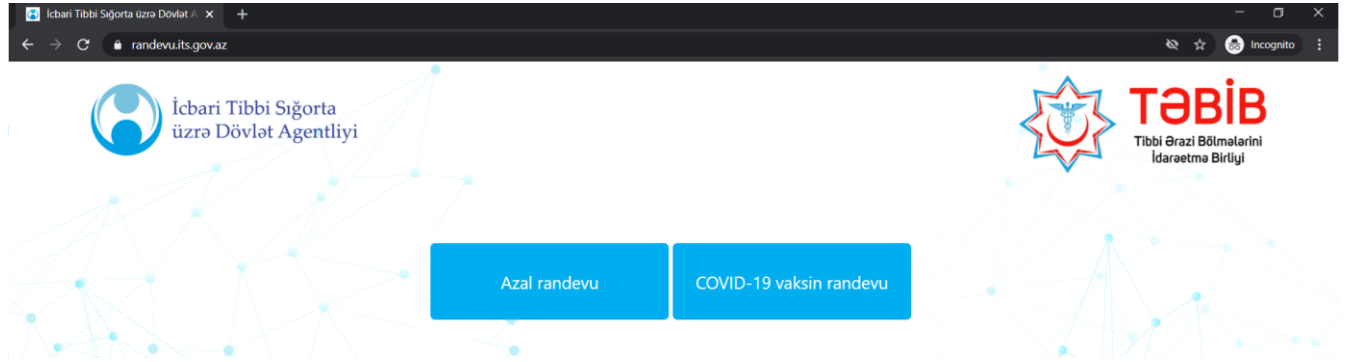 İcbari Tibbi Sığorta üzrə Dövlət A
randevu.its.gov.az
Incognito
İcbari Tibbi Sığorta
üzrə Dövlət Agentliyi
TƏBİB
Tibbi Ərazi Bölmələrini
İdarəetmə Birliyi
Azal randevu
COVID-19 vaksin randevu